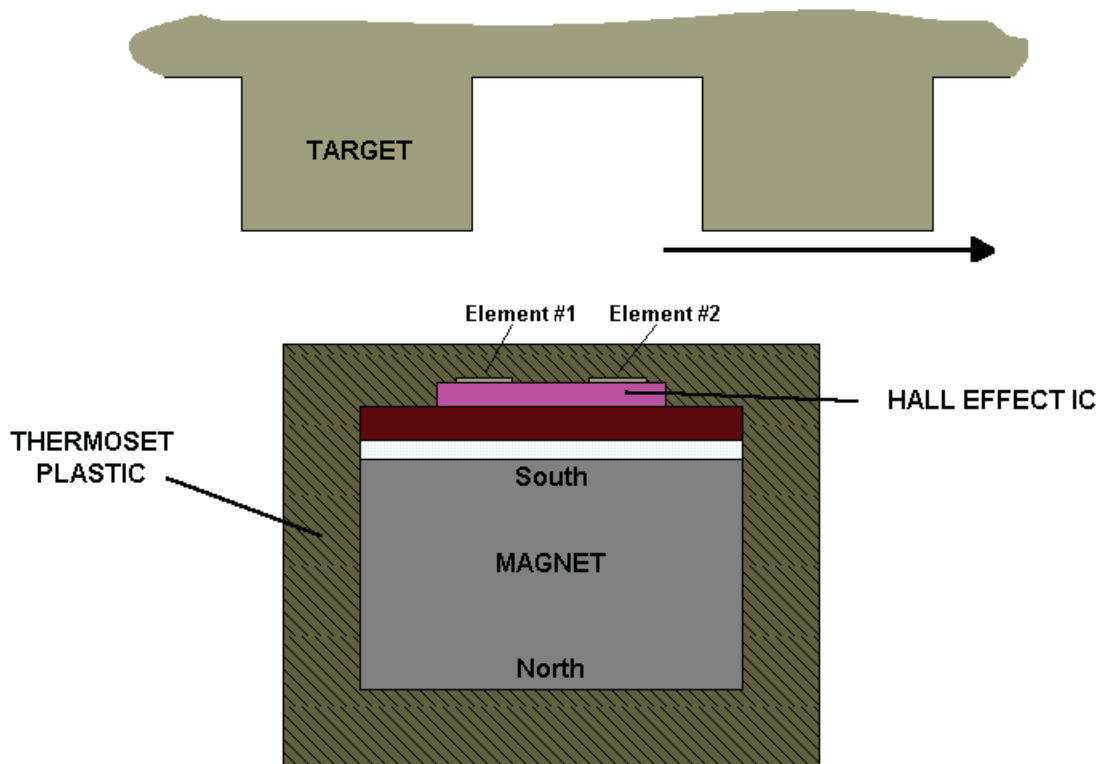 TARGET
Element #1
Element #2
HALL EFFECT IC
THERMOSET
PLASTIC
South
MAGNET
North